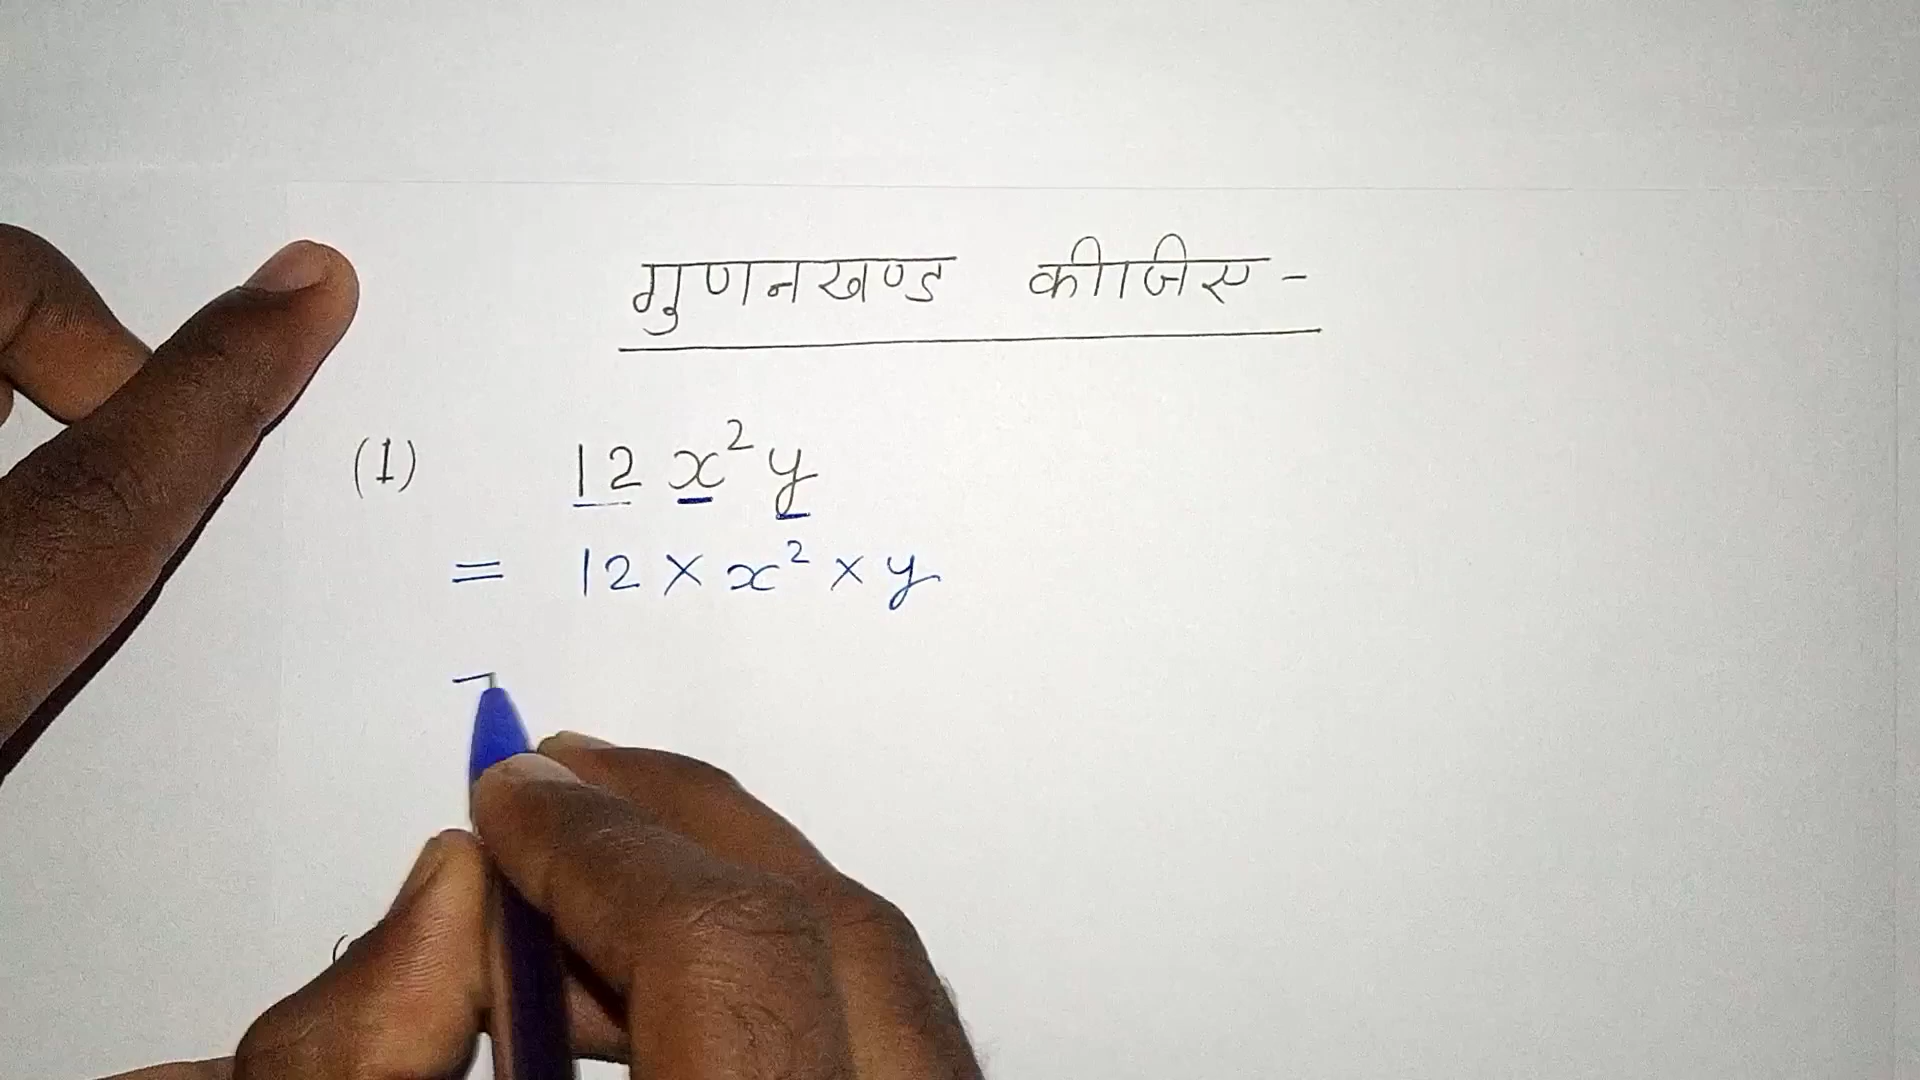 गुणनखण्ड कीजिए -
(1) 12 x² y
= 12 × x² × y